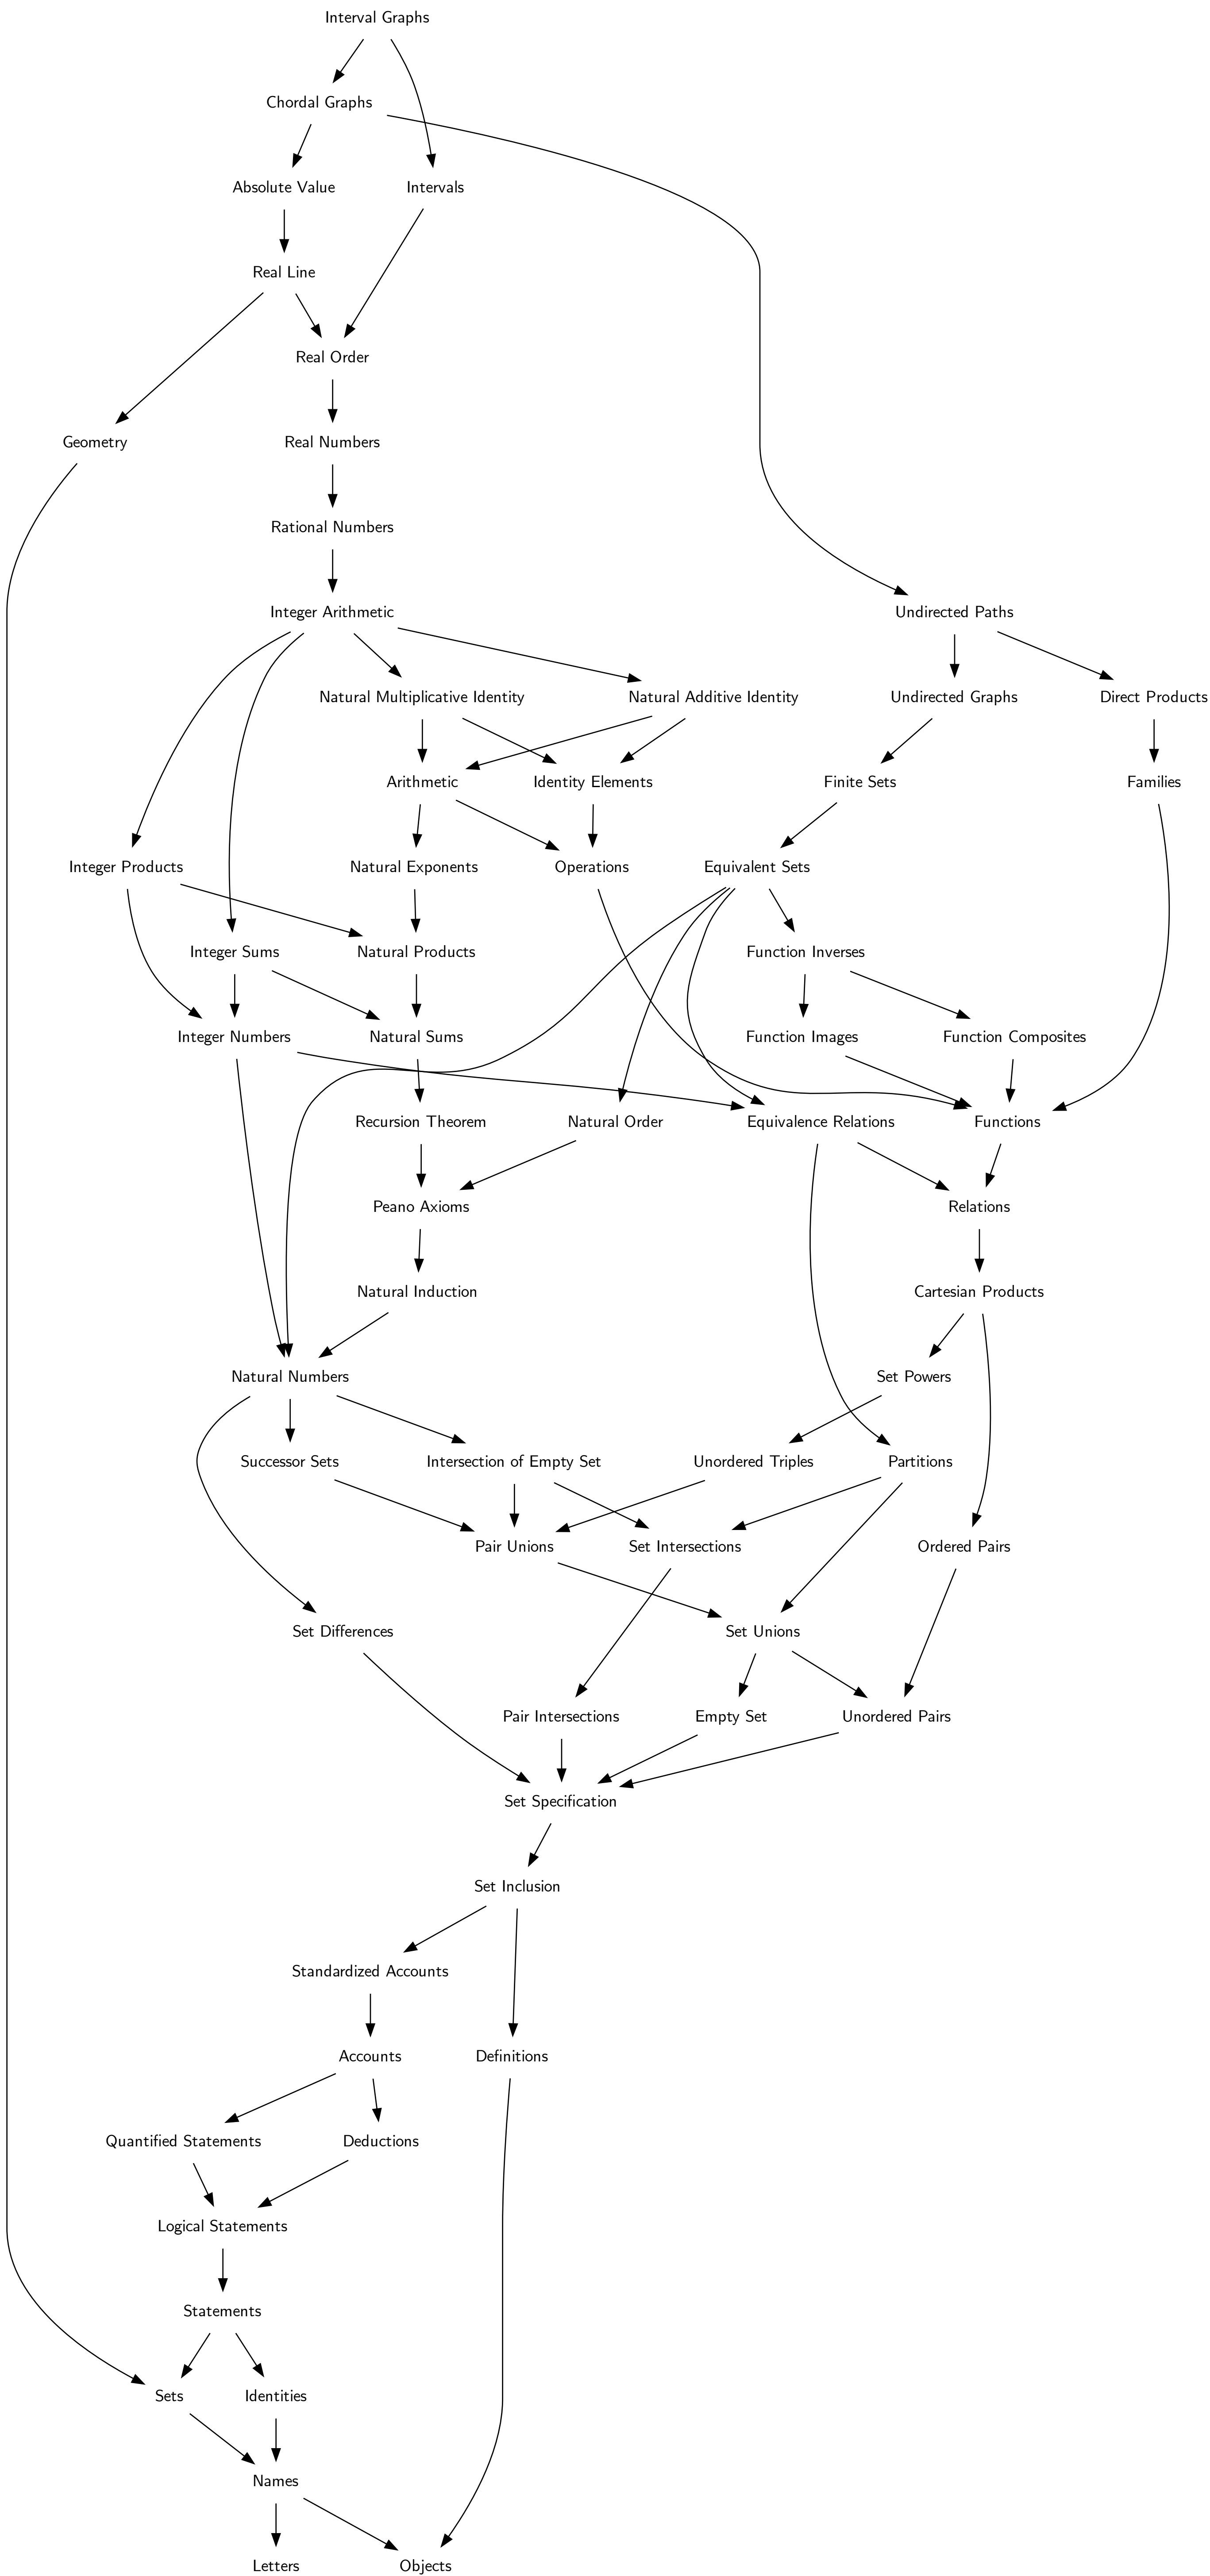 Interval Graphs
Chordal Graphs
Absolute Value
Intervals
Real Line
Real Order
Geometry
Real Numbers
Rational Numbers
Integer Arithmetic
Undirected Paths
Natural Multiplicative Identity
Natural Additive Identity
Undirected Graphs
Direct Products
Arithmetic
Identity Elements
Finite Sets
Families
Integer Products
Natural Exponents
Operations
Equivalent Sets
Integer Sums
Natural Products
Function Inverses
Integer Numbers
Natural Sums
Function Images
Function Composites
Recursion Theorem
Natural Order
Equivalence Relations
Functions
Peano Axioms
Relations
Natural Induction
Cartesian Products
Natural Numbers
Set Powers
Successor Sets
Intersection of Empty Set
Unordered Triples
Partitions
Pair Unions
Set Intersections
Ordered Pairs
Set Differences
Set Unions
Pair Intersections
Empty Set
Unordered Pairs
Set Specification
Set Inclusion
Standardized Accounts
Accounts
Definitions
Quantified Statements
Deductions
Logical Statements
Statements
Sets
Identities
Names
Letters
Objects